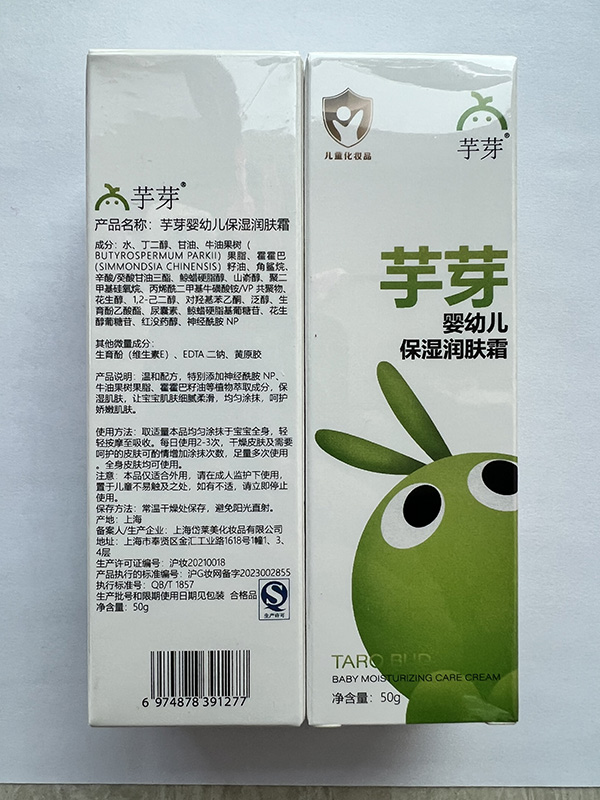 芋芽®
产品名称：芋芽婴幼儿保湿润肤霜
成分：水、丁二醇、甘油、牛油果树（
BUTYROSPERMUM PARKII）果脂、霍霍巴
(SIMMONDSIA CHINENSIS) 籽油、角鲨烷、
辛酸/癸酸甘油三酯、鲸蜡硬脂醇、山嵛醇、聚二
甲基硅氧烷、丙烯酰二甲基牛磺酸铵/VP 共聚物、
花生醇、1,2-己二醇、对羟基苯乙酮、泛醇、生
育酚乙酸酯、尿囊素、鲸蜡硬脂基葡糖苷、花生
醇葡糖苷、红没药醇、神经酰胺 NP
其他微量成分：
生育酚（维生素E）、EDTA 二钠、黄原胶
产品说明：温和配方，特别添加神经酰胺 NP、
牛油果树果脂、霍霍巴籽油等植物萃取成分，保
湿肌肤，让宝宝肌肤细腻柔滑，均匀涂抹，呵护
娇嫩肌肤。
使用方法：取适量本品均匀涂抹于宝宝全身，轻
轻按摩至吸收。每日使用2-3次，干燥皮肤及需要
呵护的皮肤可酌情增加涂抹次数，足量多次使用
。全身皮肤均可使用。
注意：本品仅适合外用，请在成人监护下使用，
置于儿童不易触及之处，如有不适，请立即停止
使用。
保存方法：常温干燥处保存，避免阳光直射。
产地：上海
备案人/生产企业：上海岱莱美化妆品有限公司
地址：上海市奉贤区金汇工业路1618号1幢1、3、
4层
生产许可证编号：沪妆20210018
产品执行的标准编号：沪G妆网备字2023002855
执行标准号：QB/T 1857
生产批号和限期使用日期见包装 合格品
净含量：50g
生产许可
6 974878 391277
儿童化妆品
芋芽®
芋芽
婴幼儿
保湿润肤霜
TARO BUD
BABY MOISTURIZING CARE CREAM
净含量：50g